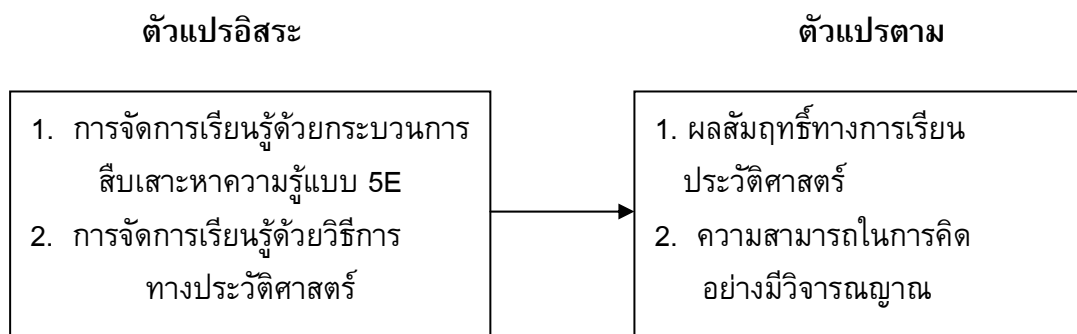 ตัวแปรอิสระ
ตัวแปรตาม
1. การจัดการเรียนรู้ด้วยกระบวนการ
สืบเสาะหาความรู้แบบ 5E
2. การจัดการเรียนรู้ด้วยวิธีการ
ทางประวัติศาสตร์
1. ผลสัมฤทธิ์ทางการเรียน
ประวัติศาสตร์
2. ความสามารถในการคิด
อย่างมีวิจารณญาณ